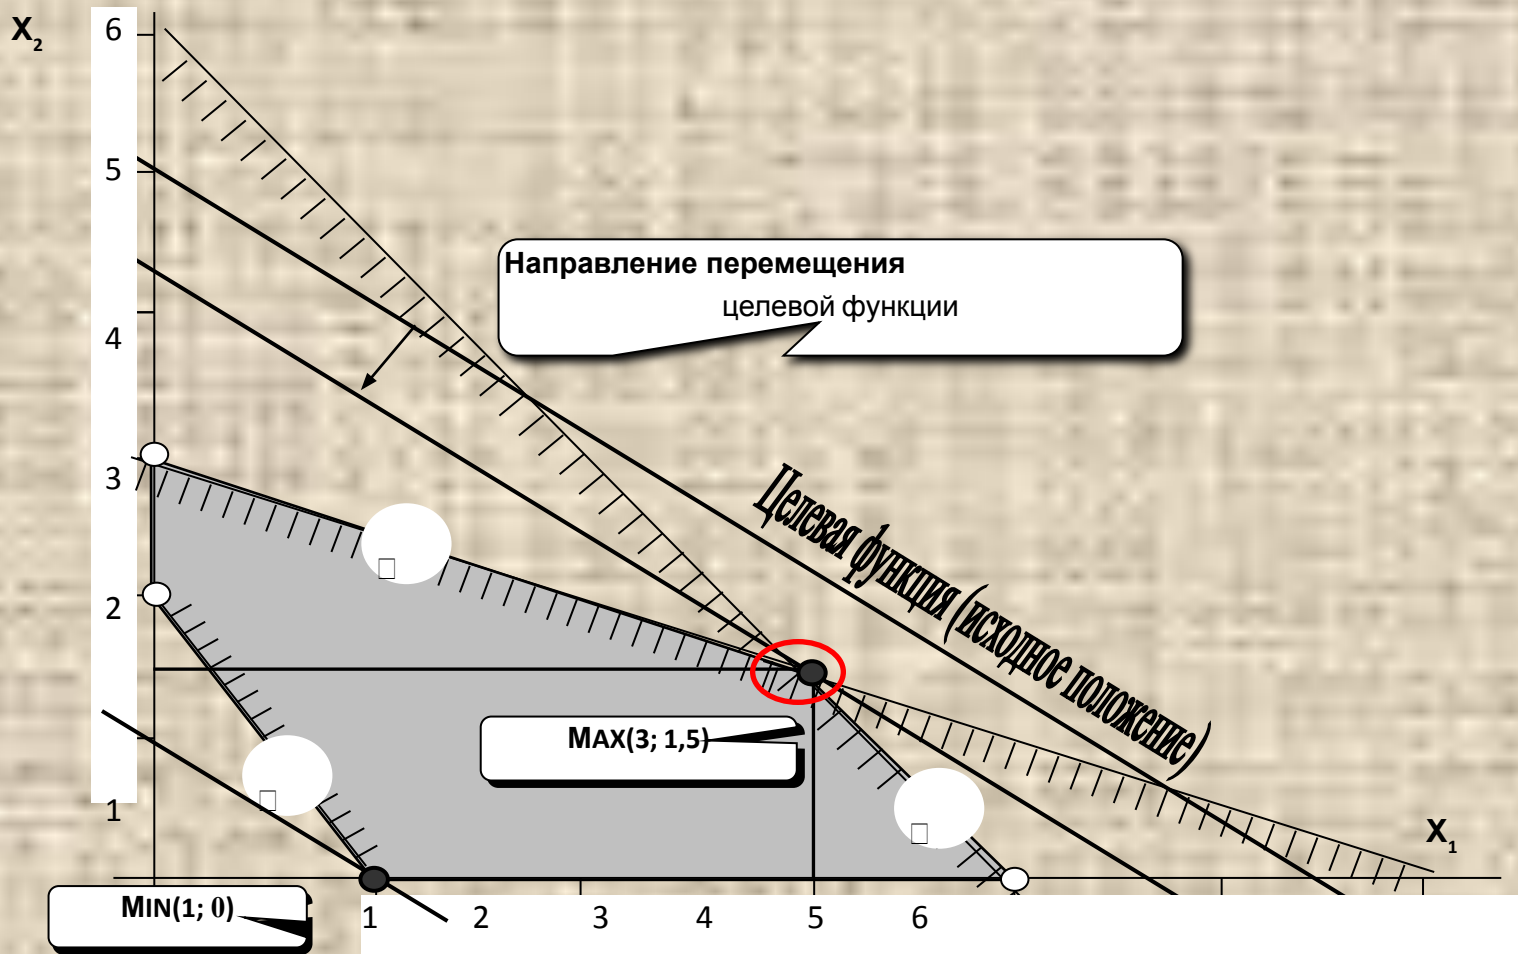 X₂
6
5
4
3
2
1
Направление перемещения
целевой функции
Целевая функция (исходное положение)
MAX(3; 1,5)
X₁
MIN(1; 0)
1 2 3 4 5 6